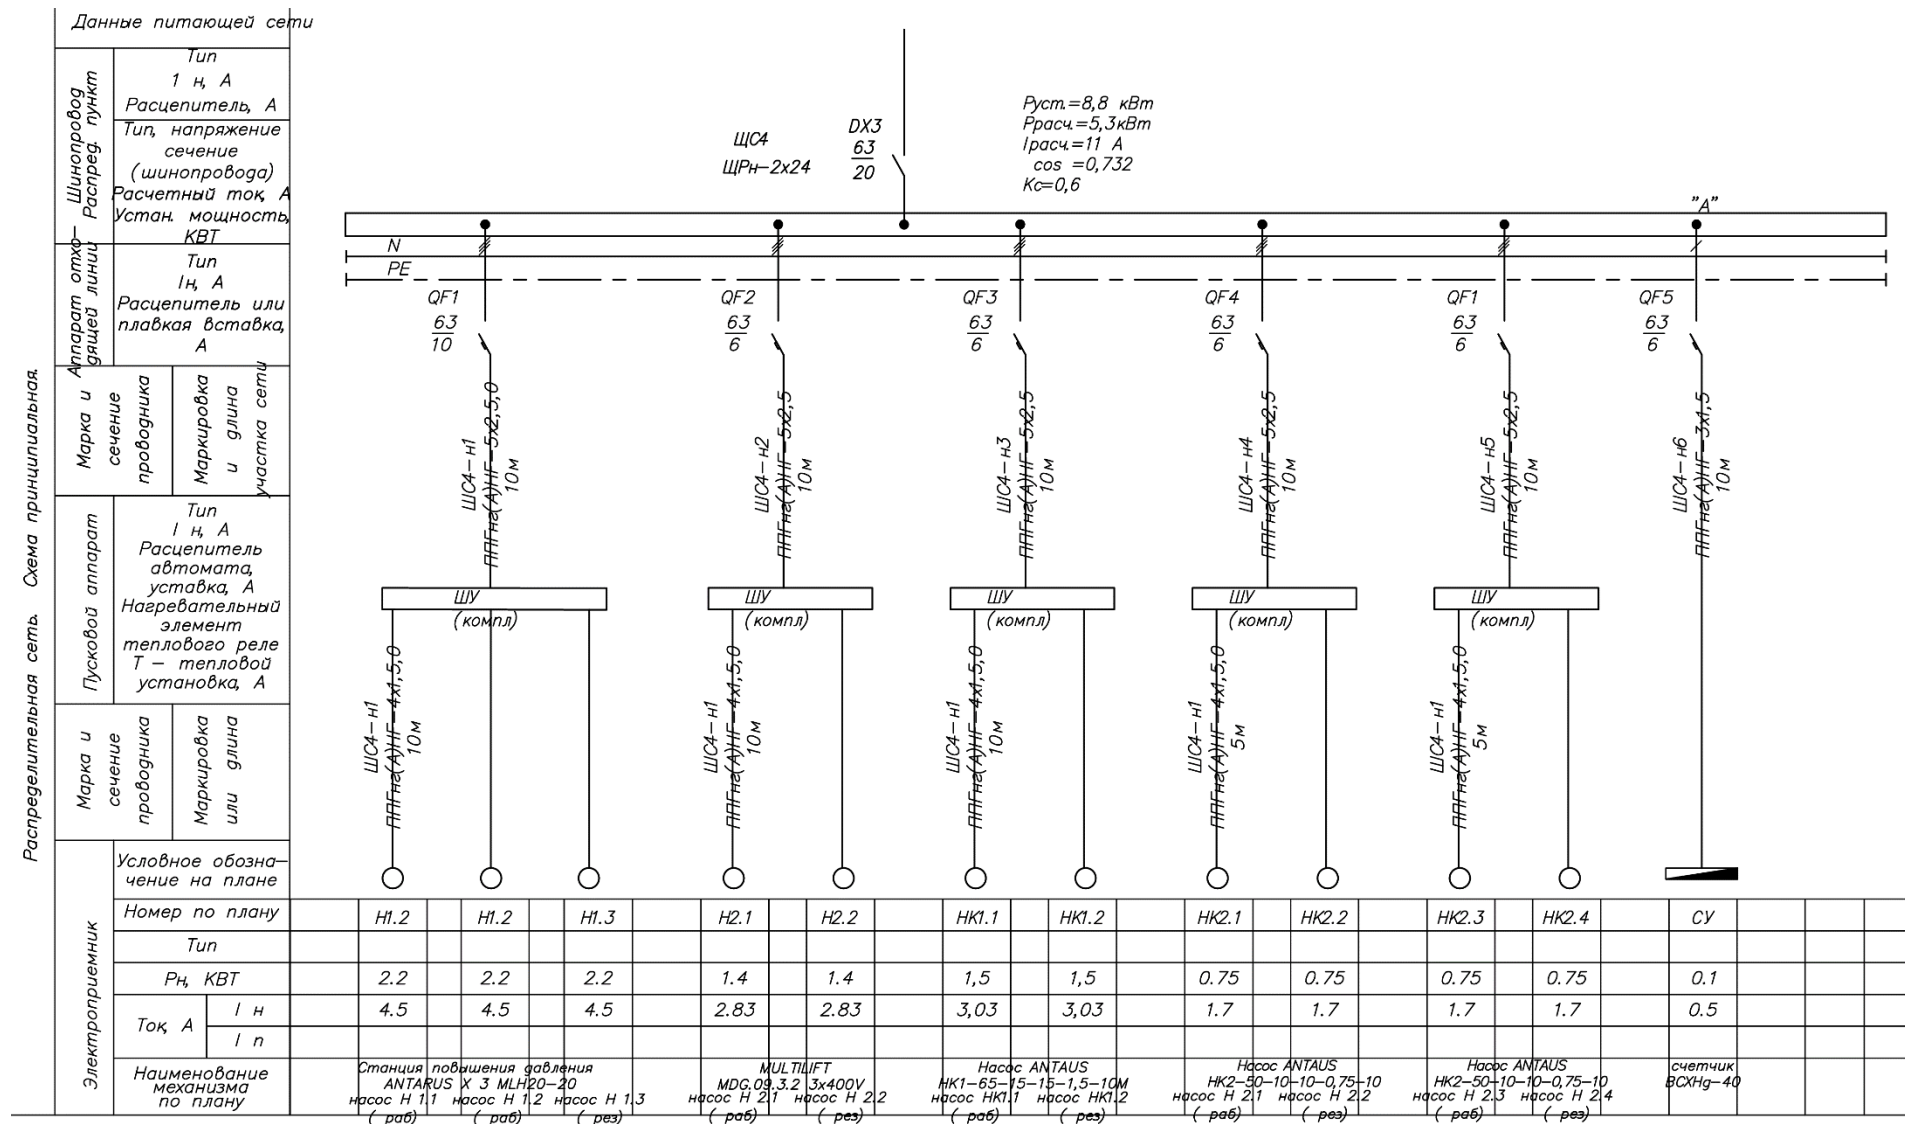 Данные питающей сети
Шинопровод
Распред. пункт
Тип
1 н, А
Расцепитель, А
Тип, напряжение
сечение
(шинопровода)
Расчетный ток, А
Устан. мощность,
КВТ
Аппарат отхо-
дящей линии
Тип
Iн, А
Расцепитель или
плавкая вставка,
А
Марка и
сечение
проводника
Маркировка
и длина
участка сети
Пусковой аппарат
Тип
I н, А
Расцепитель
автомата,
уставка, А
Нагревательный
элемент
теплового реле
Т — тепловой
установка, А
Марка и
сечение
проводника
Маркировка
или длина
Распределительная сеть. Схема принципиальная.
ЩС4
ЩРн-2х24
DX3
63
20
Руст.=8,8 кВт
Ррасч.=5,3кВт
Iрасч.=11 А
cos =0,732
Кс=0,6
"А"
N
PE
QF1
63
10
QF2
63
6
QF3
63
6
QF4
63
6
QF1
63
6
QF5
63
6
ШС4-н1
ППГнг(А)HF-5х2,5,0
10м
ШС4-н2
ППГнг(А)HF-5х2,5
10м
ШС4-н3
ППГнг(А)HF-5х2,5
10м
ШС4-н4
ППГнг(А)HF-5х2,5
10м
ШС4-н5
ППГнг(А)HF-5х2,5
10м
ШС4-н6
ППГнг(А)HF-3х1,5
10м
ШУ
(компл)
ШУ
(компл)
ШУ
(компл)
ШУ
(компл)
ШУ
(компл)
ШС4-н1
ППГнг(А)HF-4х1,5,0
10м
ШС4-н1
ППГнг(А)HF-4х1,5,0
10м
ШС4-н1
ППГнг(А)HF-4х1,5,0
10м
ШС4-н1
ППГнг(А)HF-4х1,5,0
5м
ШС4-н1
ППГнг(А)HF-4х1,5,0
5м
Электроприемник
Условное обозна-
чение на плане
Номер по плану Н1.2 Н1.2 Н1.3 Н2.1 Н2.2 НК1.1 НК1.2 НК2.1 НК2.2 НК2.3 НК2.4 СУ
Тип
Рн, КВТ 2.2 2.2 2.2 1.4 1.4 1,5 1,5 0.75 0.75 0.75 0.75 0.1
Ток, А
I н 4.5 4.5 4.5 2.83 2.83 3,03 3,03 1.7 1.7 1.7 1.7 0.5
I п
Наименование
механизма
по плану
Станция повышения давления
ANTARUS X 3 MLH20-20
насос Н 1.1 насос Н 1.2 насос Н 1.3
( раб) ( раб) ( рез)
MULTILIFT
MDG.09.3.2 3x400V
насос Н 2.1 насос Н 2.2
( раб) ( рез)
Насос ANTAUS
НК1-65-15-15-1,5-10М
насос НК1.1 насос НК1.2
( раб) ( рез)
Насос ANTAUS
НК2-50-10-10-0,75-10
насос Н 2.1 насос Н 2.2
( раб) ( рез)
Насос ANTAUS
НК2-50-10-10-0,75-10
насос Н 2.3 насос Н 2.4
( раб) ( рез)
счетчик
ВСХНд-40